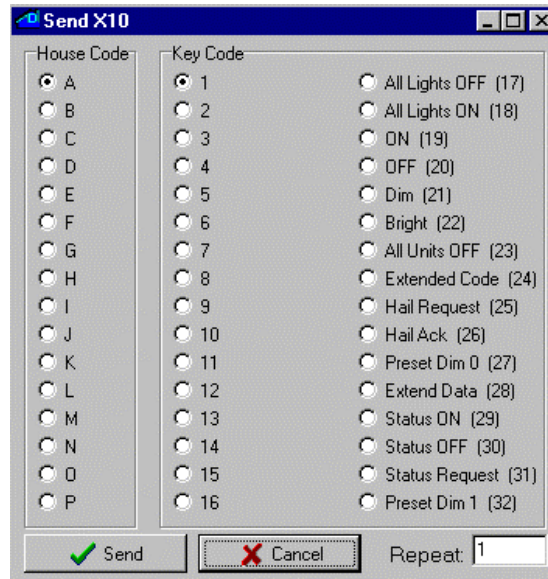 Send X10
House Code Key Code
A 1 All Lights OFF (17)
B 2 All Lights ON (18)
C 3 ON (19)
D 4 OFF (20)
E 5 Dim (21)
F 6 Bright (22)
G 7 All Units OFF (23)
H 8 Extended Code (24)
I 9 Hail Request (25)
J 10 Hail Ack (26)
K 11 Preset Dim 0 (27)
L 12 Extend Data (28)
M 13 Status ON (29)
N 14 Status OFF (30)
O 15 Status Request (31)
P 16 Preset Dim 1 (32)
Send Cancel Repeat: 1